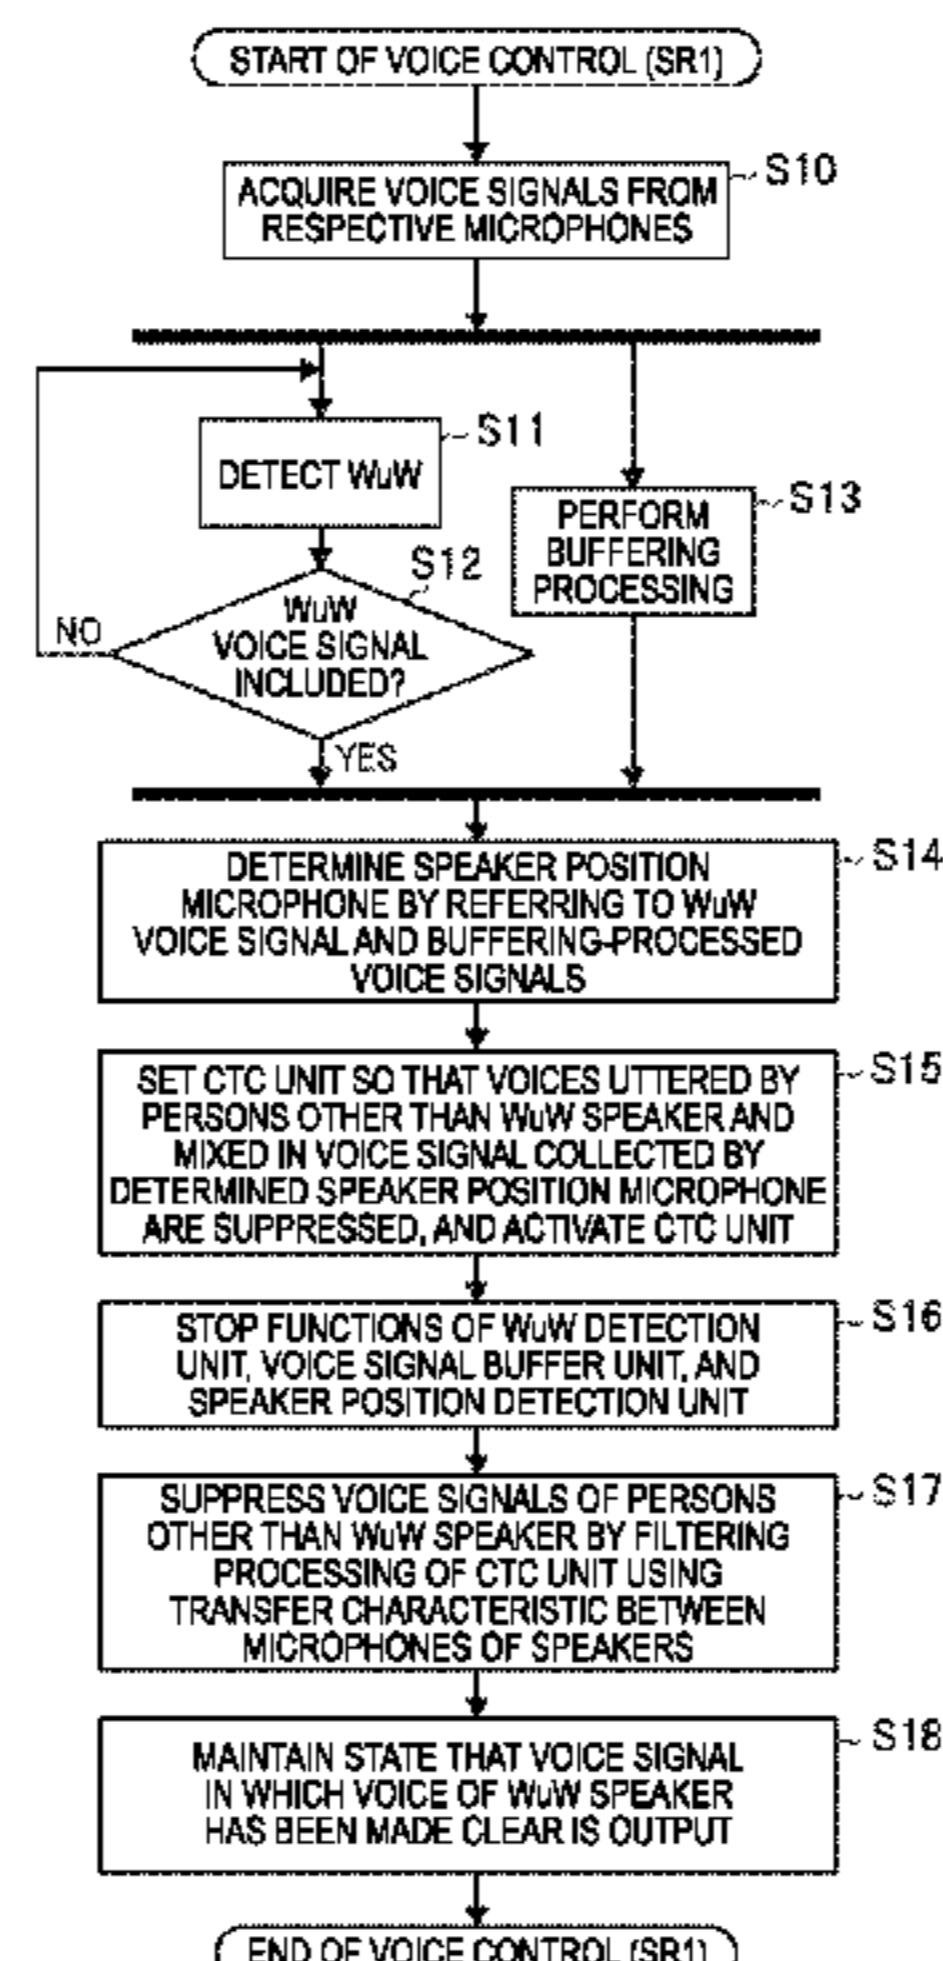 START OF VOICE CONTROL (SR1)
S10
ACQUIRE VOICE SIGNALS FROM
RESPECTIVE MICROPHONES
S11
DETECT WuW
S13
PERFORM
BUFFERING
PROCESSING
S12
WuW
VOICE SIGNAL
INCLUDED?
NO
YES
S14
DETERMINE SPEAKER POSITION
MICROPHONE BY REFERRING TO WuW
VOICE SIGNAL AND BUFFERING-PROCESSED
VOICE SIGNALS
S15
SET CTC UNIT SO THAT VOICES UTTERED BY
PERSONS OTHER THAN WuW SPEAKER AND
MIXED IN VOICE SIGNAL COLLECTED BY
DETERMINED SPEAKER POSITION MICROPHONE
ARE SUPPRESSED, AND ACTIVATE CTC UNIT
S16
STOP FUNCTIONS OF WuW DETECTION
UNIT, VOICE SIGNAL BUFFER UNIT, AND
SPEAKER POSITION DETECTION UNIT
S17
SUPPRESS VOICE SIGNALS OF PERSONS
OTHER THAN WuW SPEAKER BY FILTERING
PROCESSING OF CTC UNIT USING
TRANSFER CHARACTERISTIC BETWEEN
MICROPHONES OF SPEAKERS
S18
MAINTAIN STATE THAT VOICE SIGNAL
IN WHICH VOICE OF WuW SPEAKER
HAS BEEN MADE CLEAR IS OUTPUT
END OF VOICE CONTROL (SR1)